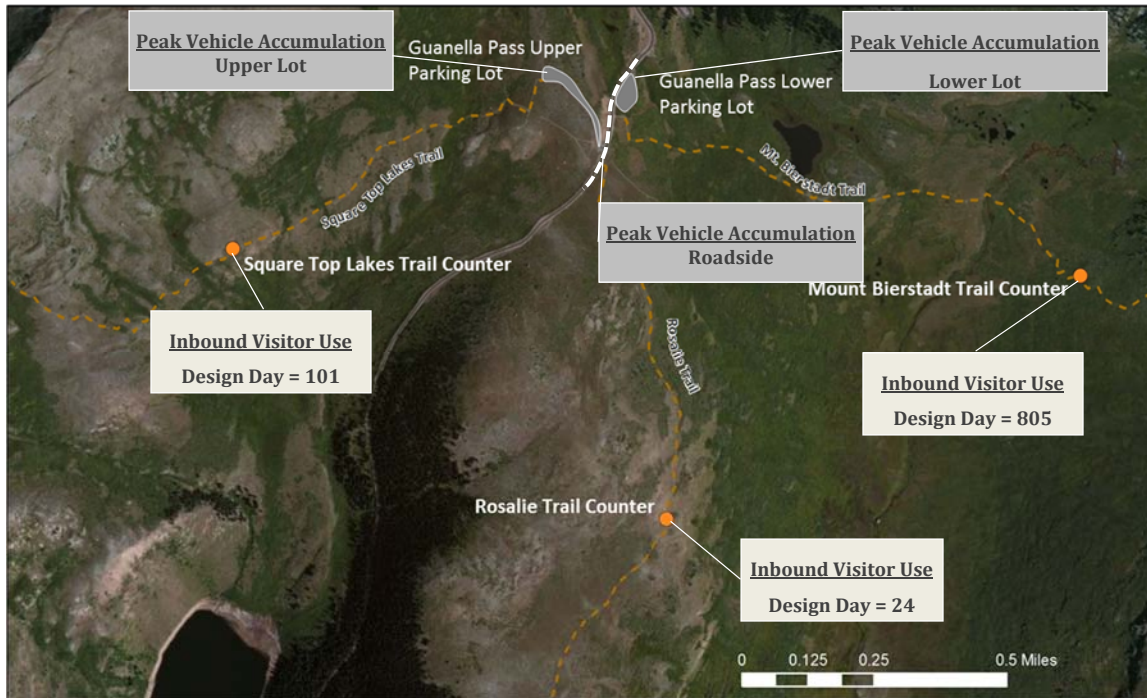 Peak Vehicle Accumulation
Upper Lot
Guanella Pass Upper
Parking Lot
Peak Vehicle Accumulation
Lower Lot
Guanella Pass Lower
Parking Lot
Square Top Lakes Trail
Mt. Bierstadt Trail
Peak Vehicle Accumulation
Roadside
Square Top Lakes Trail Counter
Mount Bierstadt Trail Counter
Inbound Visitor Use
Design Day = 101
Rosalie Trail
Inbound Visitor Use
Design Day = 805
Rosalie Trail Counter
Inbound Visitor Use
Design Day = 24
0 0.125 0.25 0.5 Miles